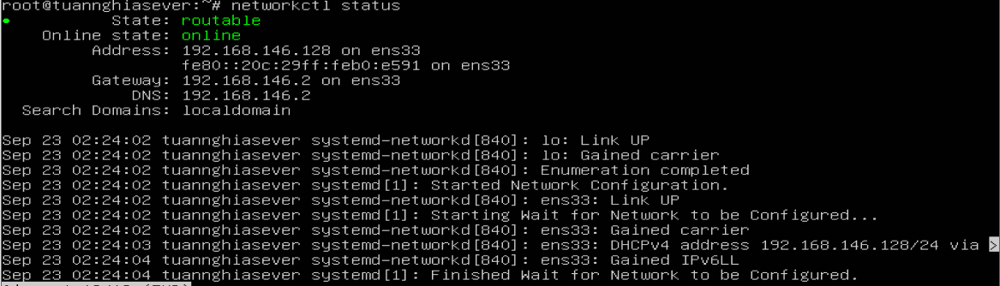 root@tuannghiasever:~# networkctl status
● State: routable
Online state: online
Address: 192.168.146.128 on ens33
fe80::20c:29ff:feb0:e591 on ens33
Gateway: 192.168.146.2 on ens33
DNS: 192.168.146.2
Search Domains: localdomain
Sep 23 02:24:02 tuannghiasever systemd-networkd[840]: lo: Link UP
Sep 23 02:24:02 tuannghiasever systemd-networkd[840]: lo: Gained carrier
Sep 23 02:24:02 tuannghiasever systemd-networkd[840]: Enumeration completed
Sep 23 02:24:02 tuannghiasever systemd[1]: Started Network Configuration.
Sep 23 02:24:02 tuannghiasever systemd-networkd[840]: ens33: Link UP
Sep 23 02:24:02 tuannghiasever systemd[1]: Starting Wait for Network to be Configured...
Sep 23 02:24:02 tuannghiasever systemd-networkd[840]: ens33: Gained carrier
Sep 23 02:24:03 tuannghiasever systemd-networkd[840]: ens33: DHCPv4 address 192.168.146.128/24 via >
Sep 23 02:24:04 tuannghiasever systemd-networkd[840]: ens33: Gained IPv6LL
Sep 23 02:24:04 tuannghiasever systemd[1]: Finished Wait for Network to be Configured.